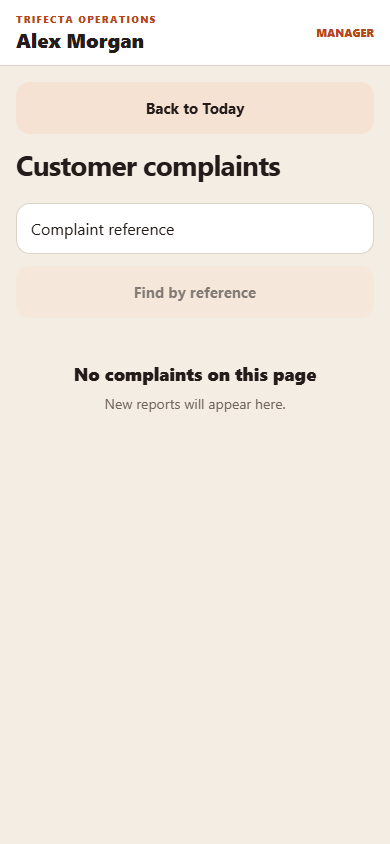 TRIFECTA OPERATIONS
Alex Morgan
MANAGER
Back to Today
Customer complaints
Complaint reference
Find by reference
No complaints on this page
New reports will appear here.